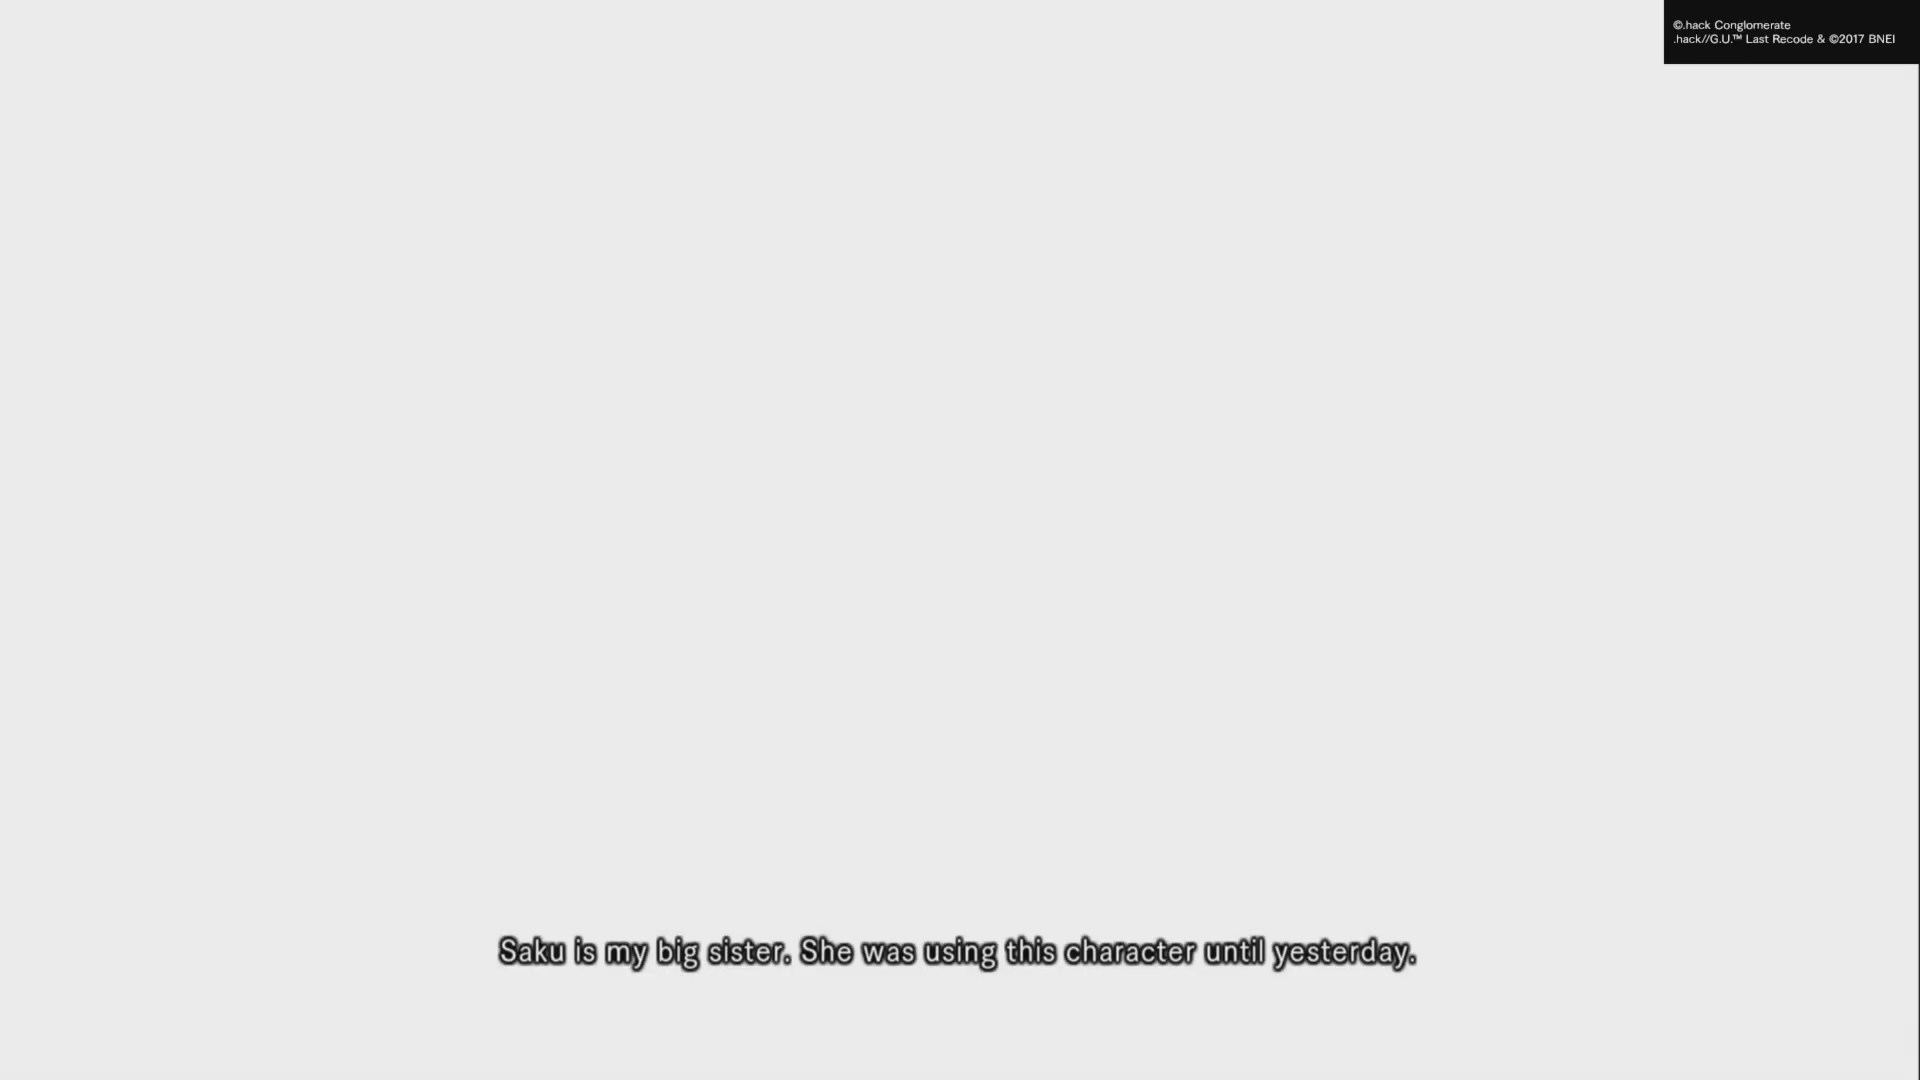 ©.hack Conglomerate
.hack//G.U.™ Last Recode & ©2017 BNEI
Saku is my big sister. She was using this character until yesterday.